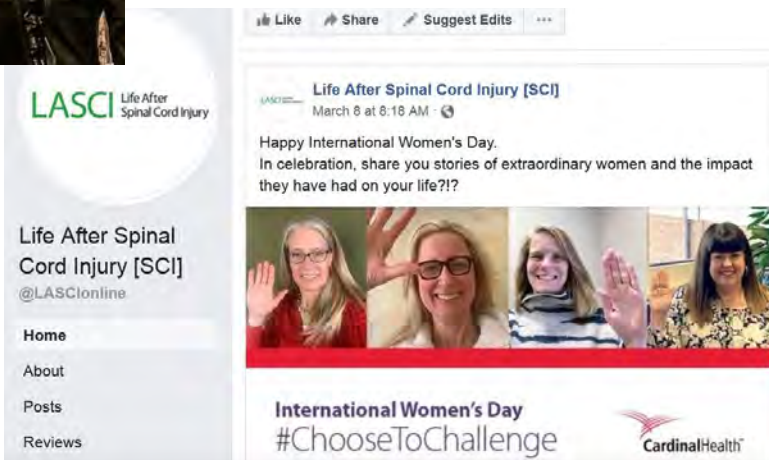 Like Share Suggest Edits ...
LASCI Life After
Spinal Cord Injury
Life After Spinal
Cord Injury [SCI]
@LASCIonline
Home
About
Posts
Reviews
LASCI
Life After Spinal Cord Injury [SCI]
March 8 at 8:18 AM ·
Happy International Women's Day.
In celebration, share you stories of extraordinary women and the impact
they have had on your life?!?
International Women's Day
#ChooseToChallenge
CardinalHealth™